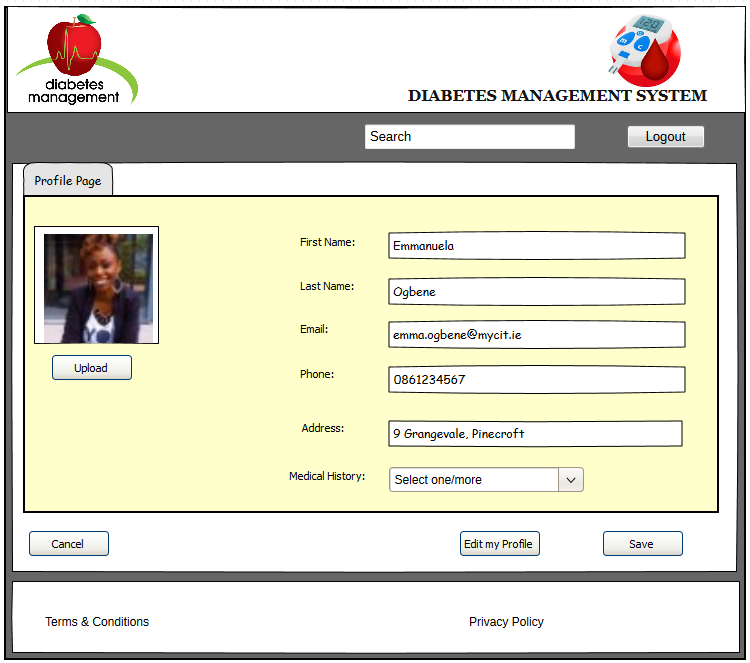 diabetes
management
120
m c
DIABETES MANAGEMENT SYSTEM
Search Logout
Profile Page
First Name: Emmanuela
Last Name: Ogbene
Email: emma.ogbene@mycit.ie
Upload
Phone: 0861234567
Address: 9 Grangevale, Pinecroft
Medical History: Select one/more
Cancel Edit my Profile Save
Terms & Conditions Privacy Policy